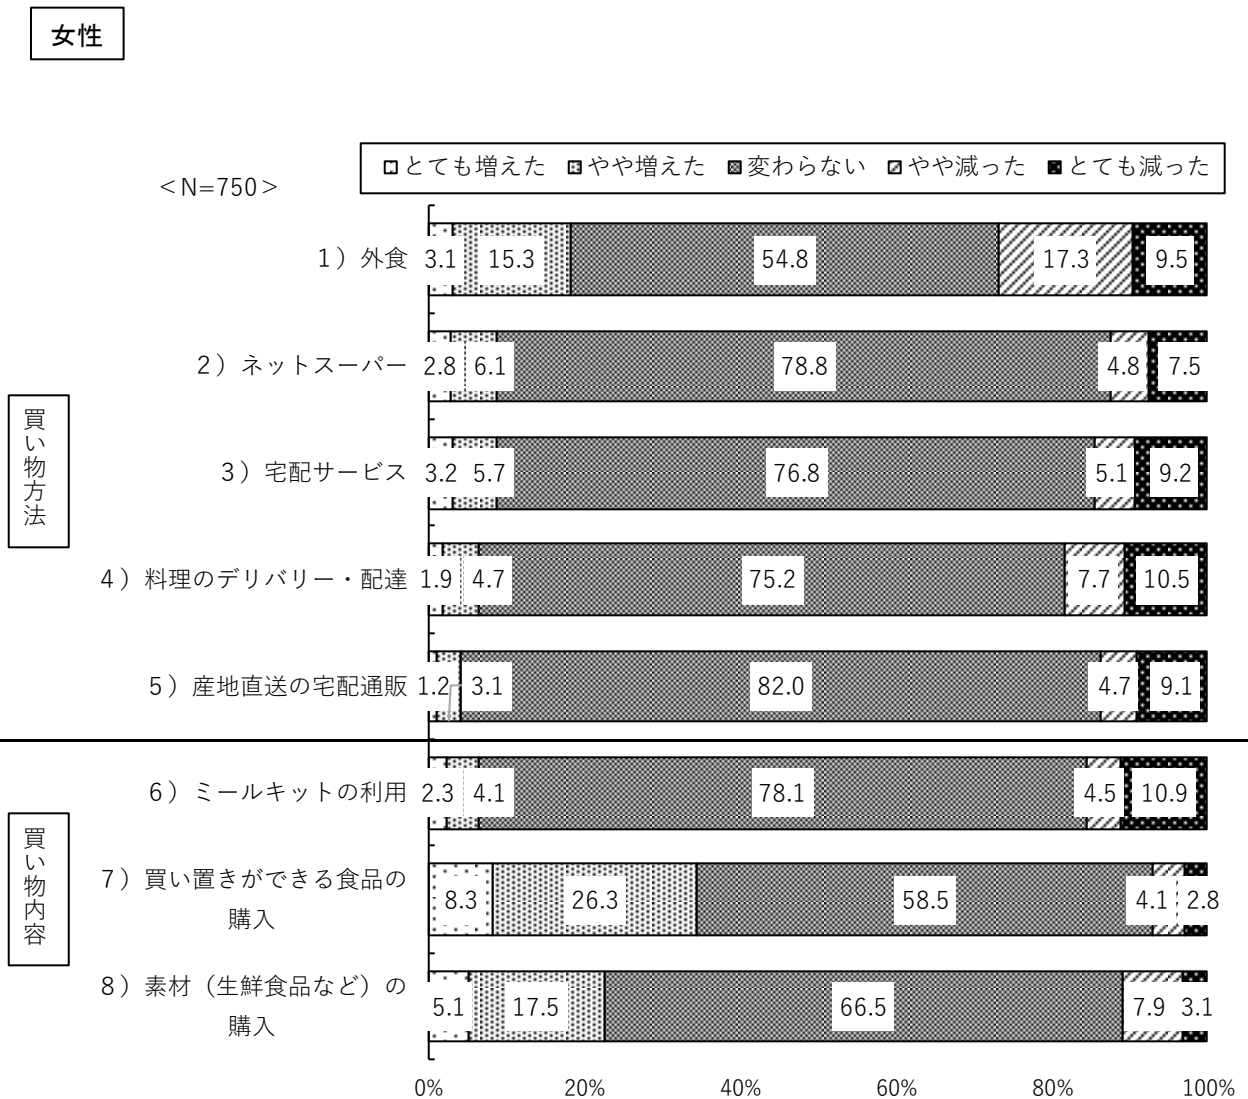 女性
とても増えた やや増えた 変わらない やや減った とても減った
＜N=750＞
1）外食 3.1 15.3 54.8 17.3 9.5
買い物方法
2）ネットスーパー 2.8 6.1 78.8 4.8 7.5
3）宅配サービス 3.2 5.7 76.8 5.1 9.2
4）料理のデリバリー・配達 1.9 4.7 75.2 7.7 10.5
5）産地直送の宅配通販 1.2 3.1 82.0 4.7 9.1
買い物内容
6）ミールキットの利用 2.3 4.1 78.1 4.5 10.9
7）買い置きができる食品の
購入 8.3 26.3 58.5 4.1 2.8
8）素材（生鮮食品など）の
購入 5.1 17.5 66.5 7.9 3.1
0% 20% 40% 60% 80% 100%